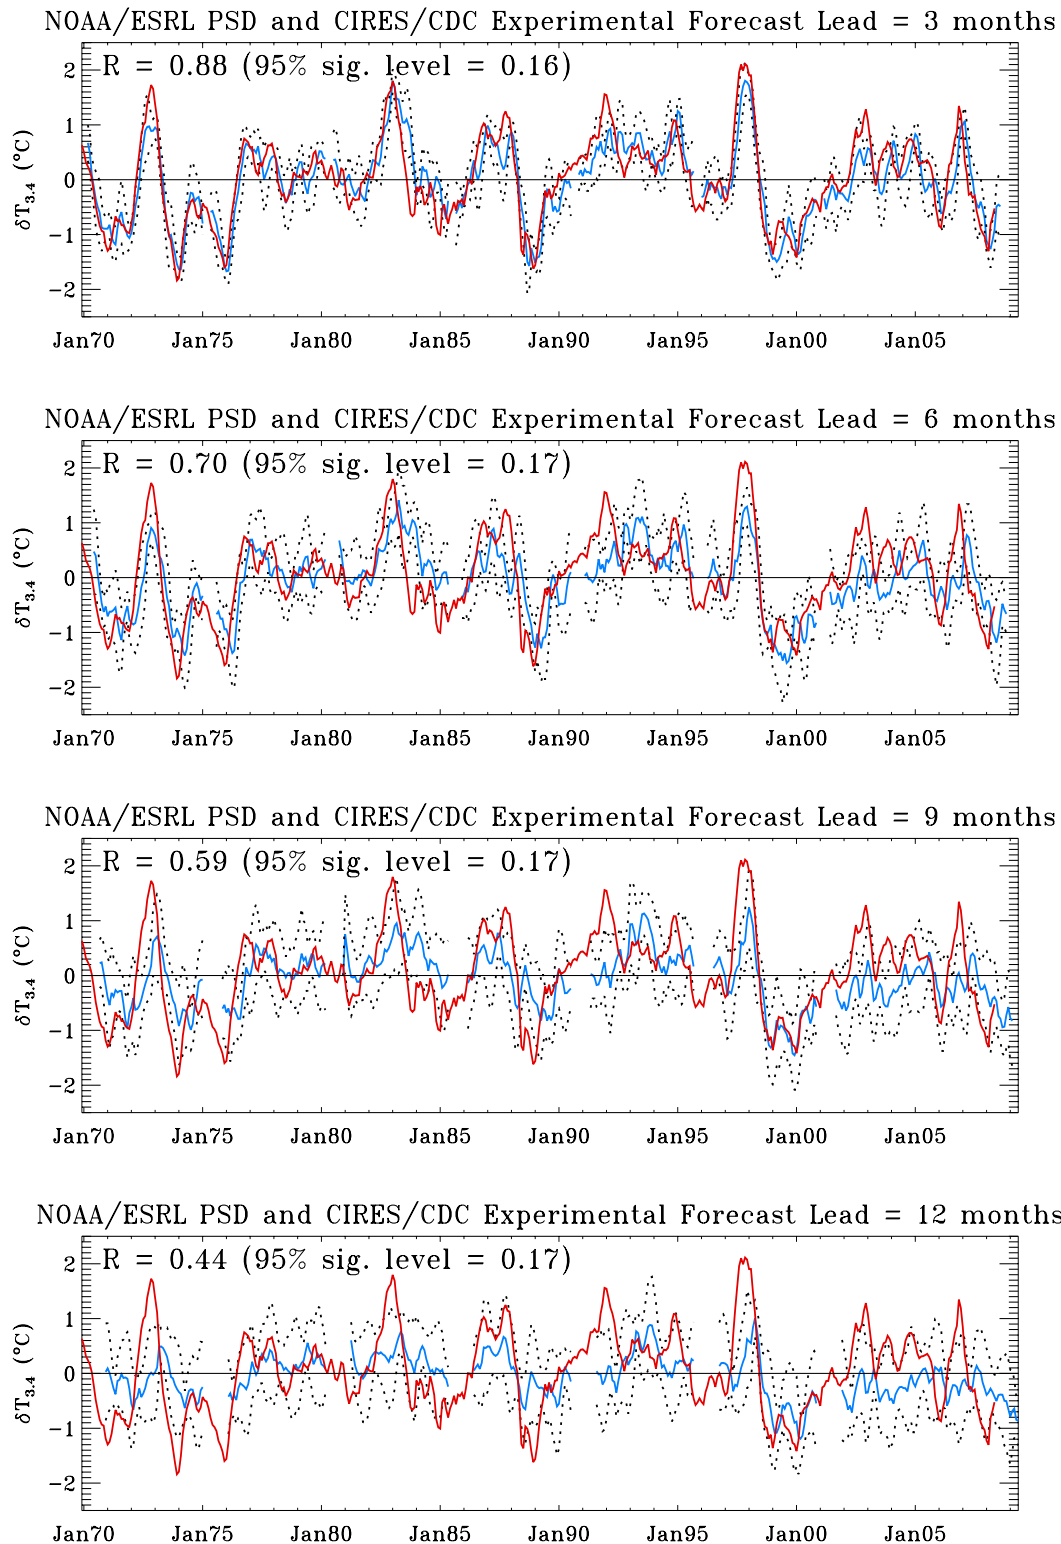 NOAA/ESRL PSD and CIRES/CDC Experimental Forecast Lead = 3 months
R = 0.88 (95% sig. level = 0.16)
2
1
0
−1
−2
δT3.4 (°C)
Jan70 Jan75 Jan80 Jan85 Jan90 Jan95 Jan00 Jan05
NOAA/ESRL PSD and CIRES/CDC Experimental Forecast Lead = 6 months
R = 0.70 (95% sig. level = 0.17)
2
1
0
−1
−2
δT3.4 (°C)
Jan70 Jan75 Jan80 Jan85 Jan90 Jan95 Jan00 Jan05
NOAA/ESRL PSD and CIRES/CDC Experimental Forecast Lead = 9 months
R = 0.59 (95% sig. level = 0.17)
2
1
0
−1
−2
δT3.4 (°C)
Jan70 Jan75 Jan80 Jan85 Jan90 Jan95 Jan00 Jan05
NOAA/ESRL PSD and CIRES/CDC Experimental Forecast Lead = 12 months
R = 0.44 (95% sig. level = 0.17)
2
1
0
−1
−2
δT3.4 (°C)
Jan70 Jan75 Jan80 Jan85 Jan90 Jan95 Jan00 Jan05